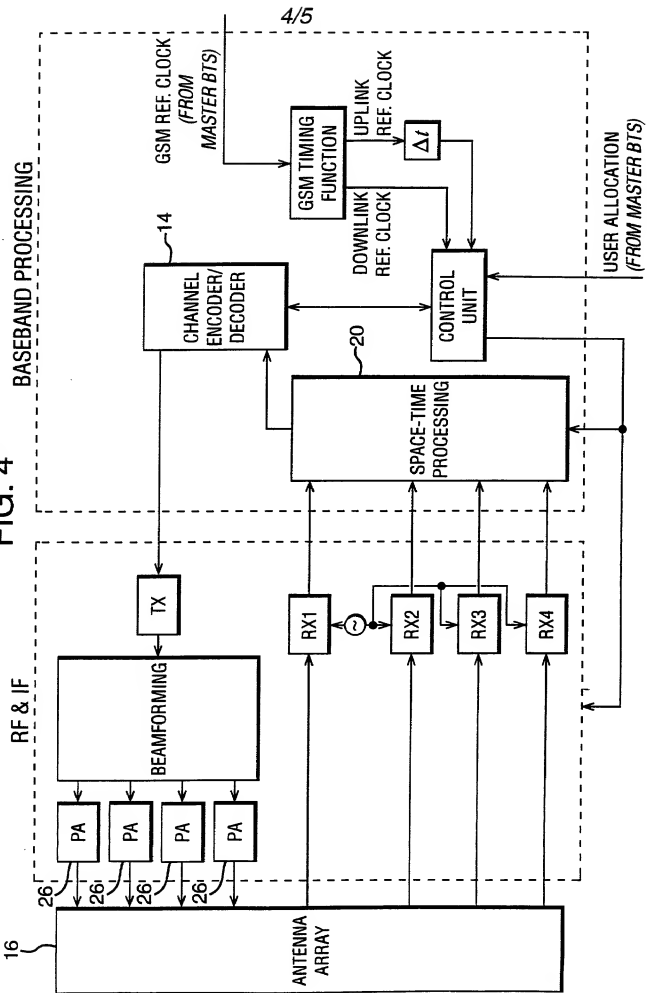 4/5
FIG. 4
BASEBAND PROCESSING
RF & IF
GSM REF. CLOCK
(FROM
MASTER BTS)
GSM TIMING
FUNCTION
UPLINK
REF. CLOCK
Δt
DOWNLINK
REF. CLOCK
14
CHANNEL
ENCODER/
DECODER
CONTROL
UNIT
USER ALLOCATION
(FROM MASTER BTS)
20
SPACE-TIME
PROCESSING
TX
BEAMFORMING
PA
PA
PA
PA
26
26
26
26
RX1
~
RX2
RX3
RX4
16
ANTENNA
ARRAY